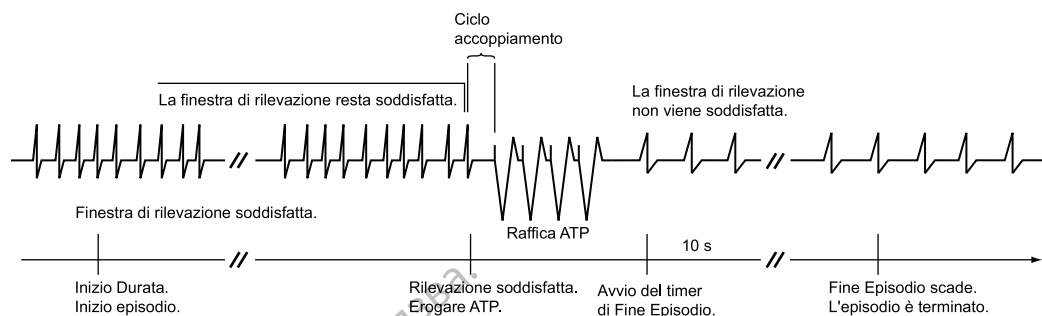 Ciclo
accoppiamento
La finestra di rilevazione resta soddisfatta.
La finestra di rilevazione
non viene soddisfatta.
Finestra di rilevazione soddisfatta.
Raffica ATP
10 s
Inizio Durata.
Inizio episodio.
Rilevazione soddisfatta.
Erogare ATP.
Avvio del timer
di Fine Episodio.
Fine Episodio scade.
L'episodio è terminato.